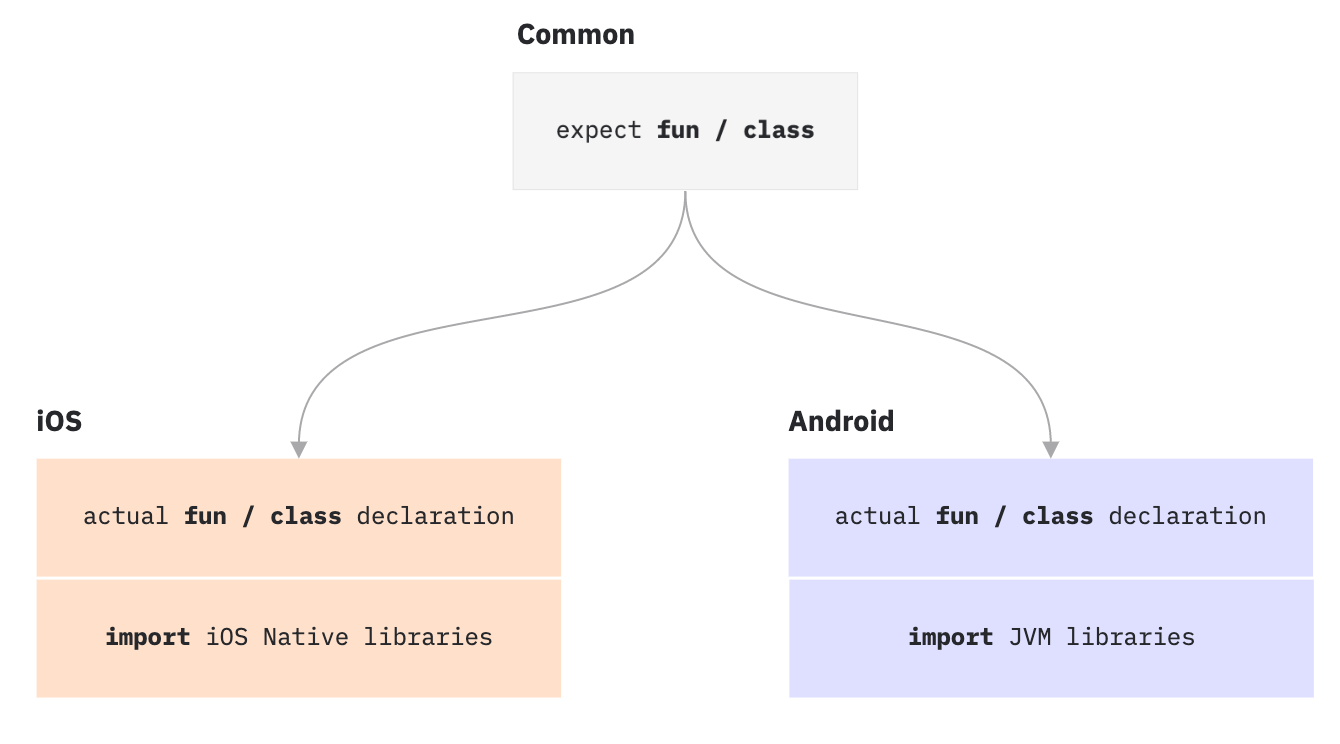 Common
expect fun / class
iOS
Android
actual fun / class declaration
actual fun / class declaration
import iOS Native libraries
import JVM libraries